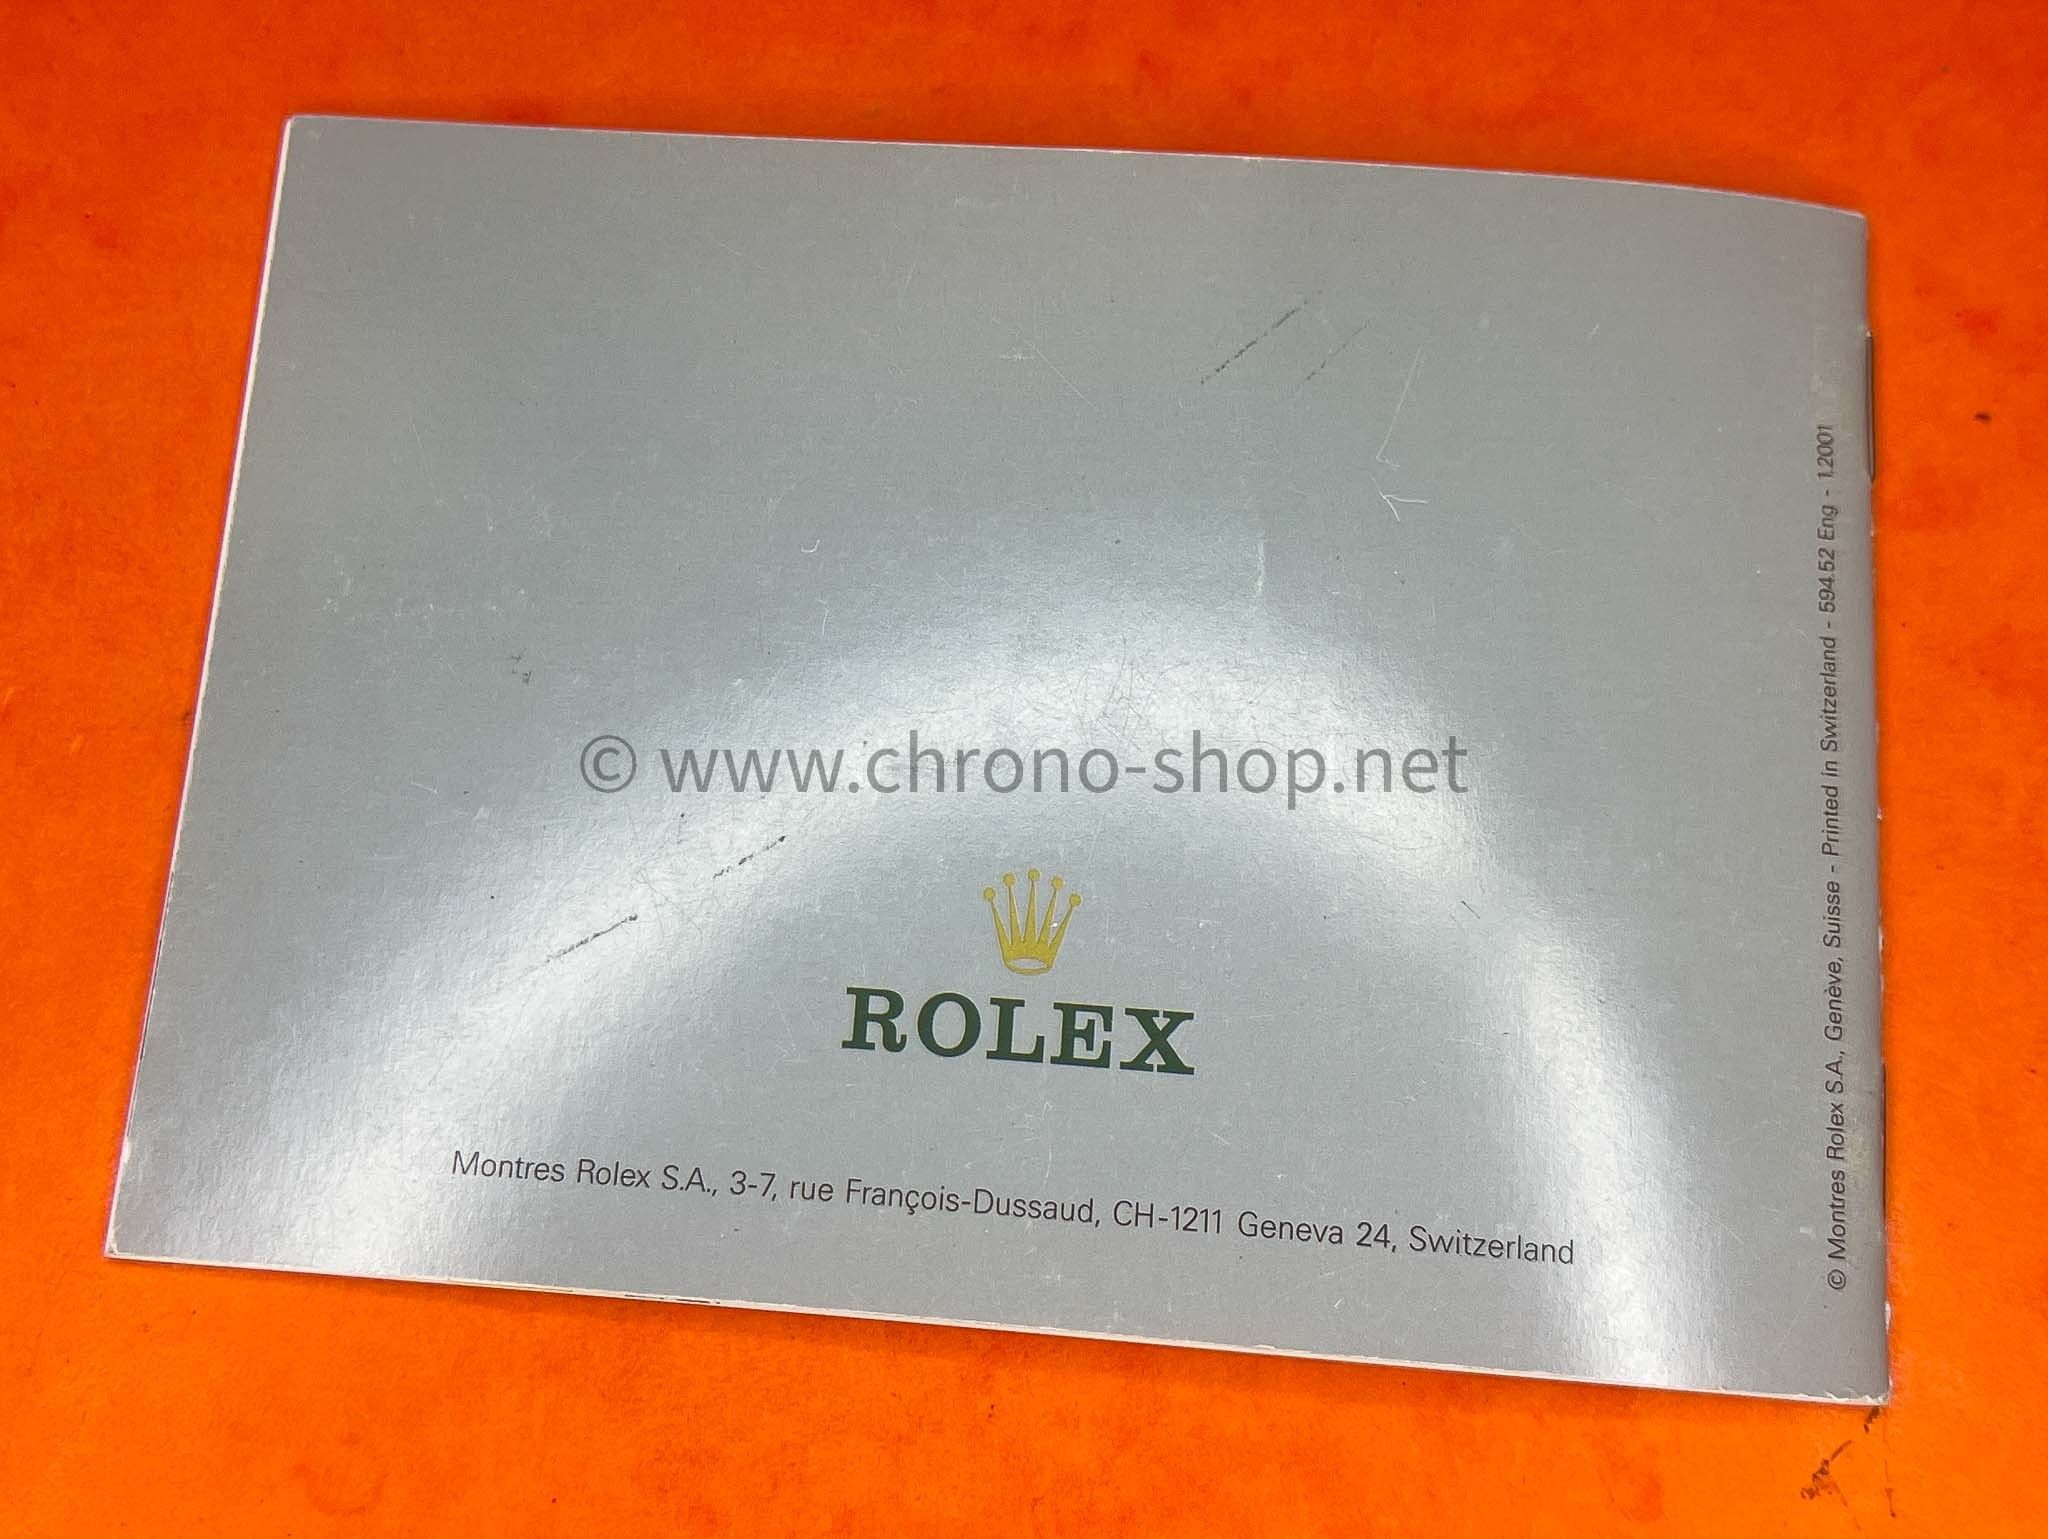 © www.chrono-shop.net
ROLEX
Montres Rolex S.A., 3-7, rue François-Dussaud, CH-1211 Geneva 24, Switzerland
© Montres Rolex S.A., Genève, Suisse - Printed in Switzerland - 594.52 Eng - 1.2001